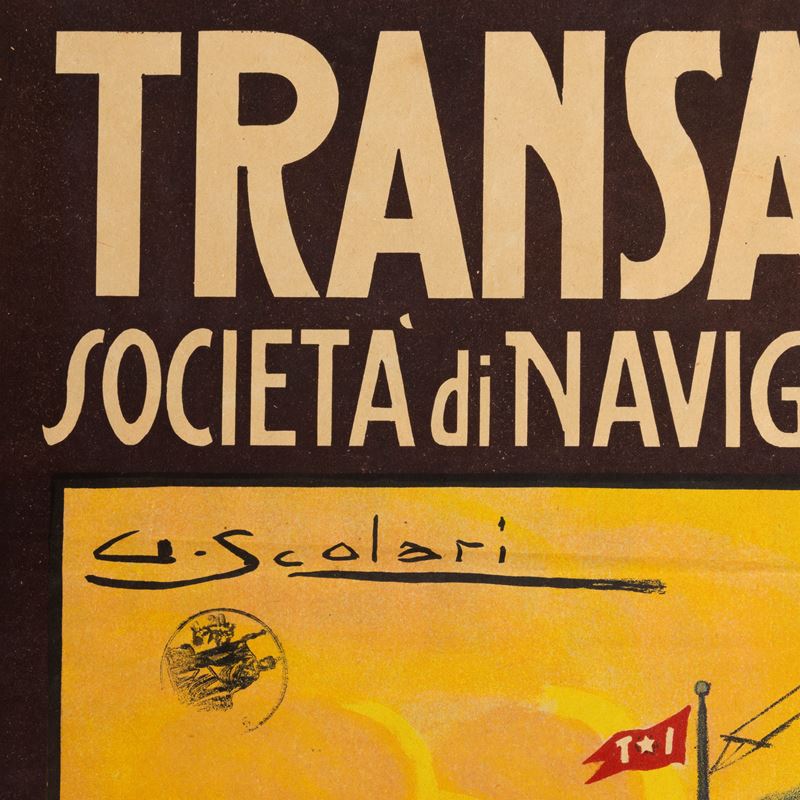 TRANSA
SOCIETÀ di NAVIG
G. Scolari
T★I